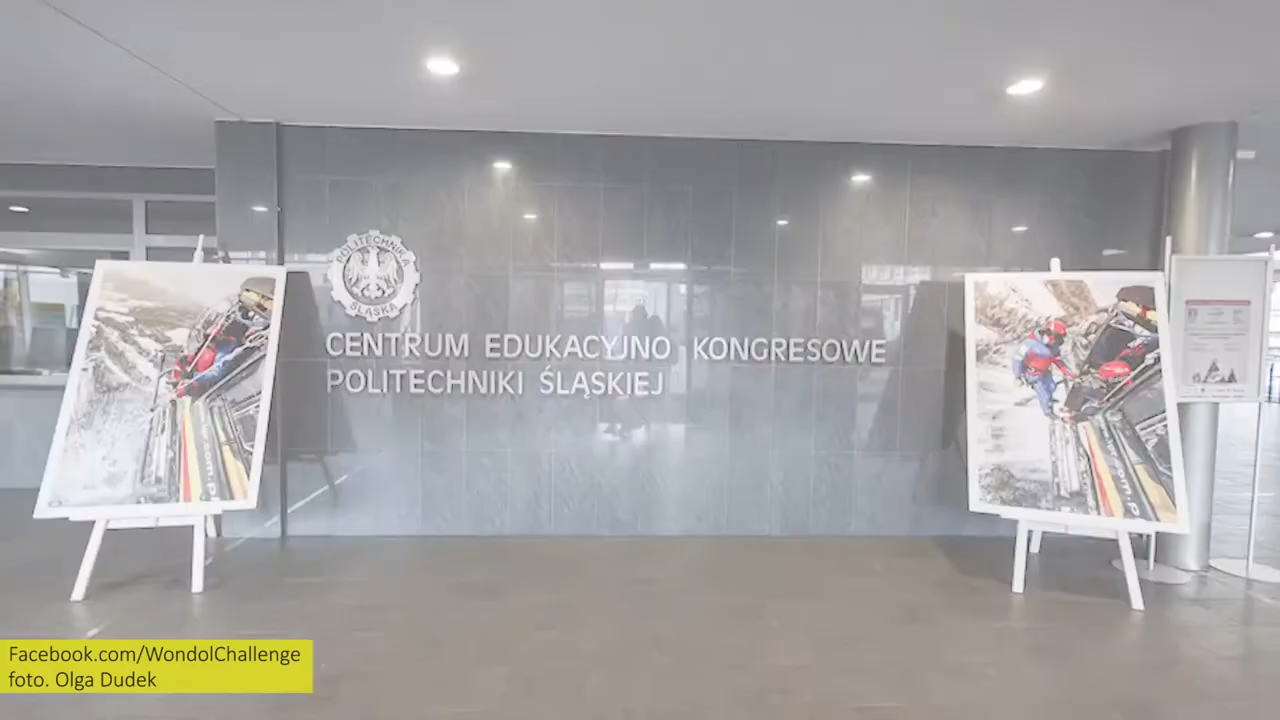 POLITECHNIKA
ŚLĄSKA
CENTRUM EDUKACYJNO KONGRESOWE
POLITECHNIKI ŚLĄSKIEJ
Facebook.com/WondolChallenge
foto. Olga Dudek